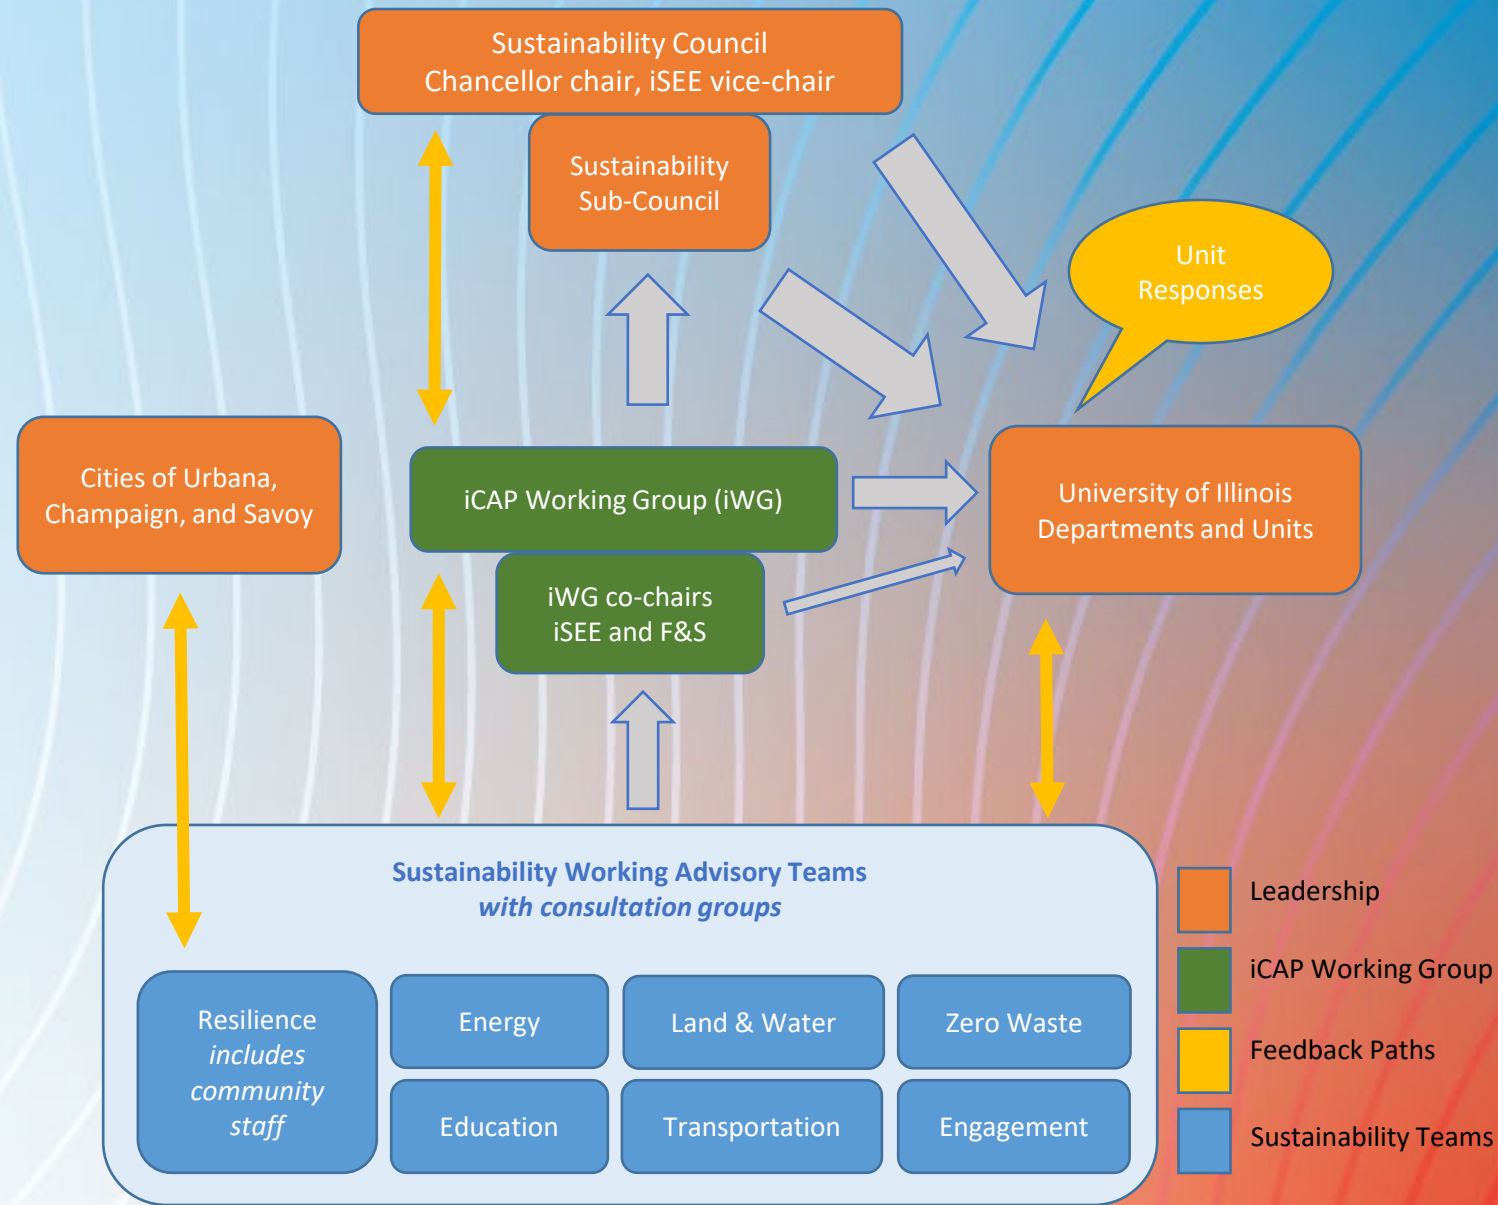 Sustainability Council
Chancellor chair, iSEE vice-chair
Sustainability
Sub-Council
Unit
Responses
Cities of Urbana,
Champaign, and Savoy
iCAP Working Group (iWG)
University of Illinois
Departments and Units
iWG co-chairs
iSEE and F&S
Sustainability Working Advisory Teams
with consultation groups
Resilience
includes
community
staff
Energy
Land & Water
Zero Waste
Education
Transportation
Engagement
Leadership
iCAP Working Group
Feedback Paths
Sustainability Teams